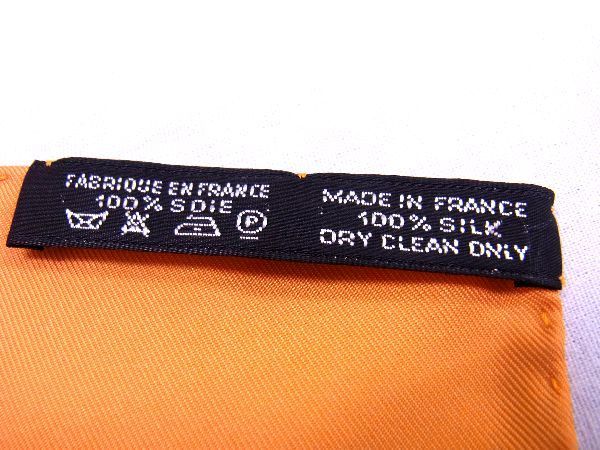 FABRIQUE EN FRANCE
100% SOIE
P
MADE IN FRANCE
100% SILK
DRY CLEAN ONLY